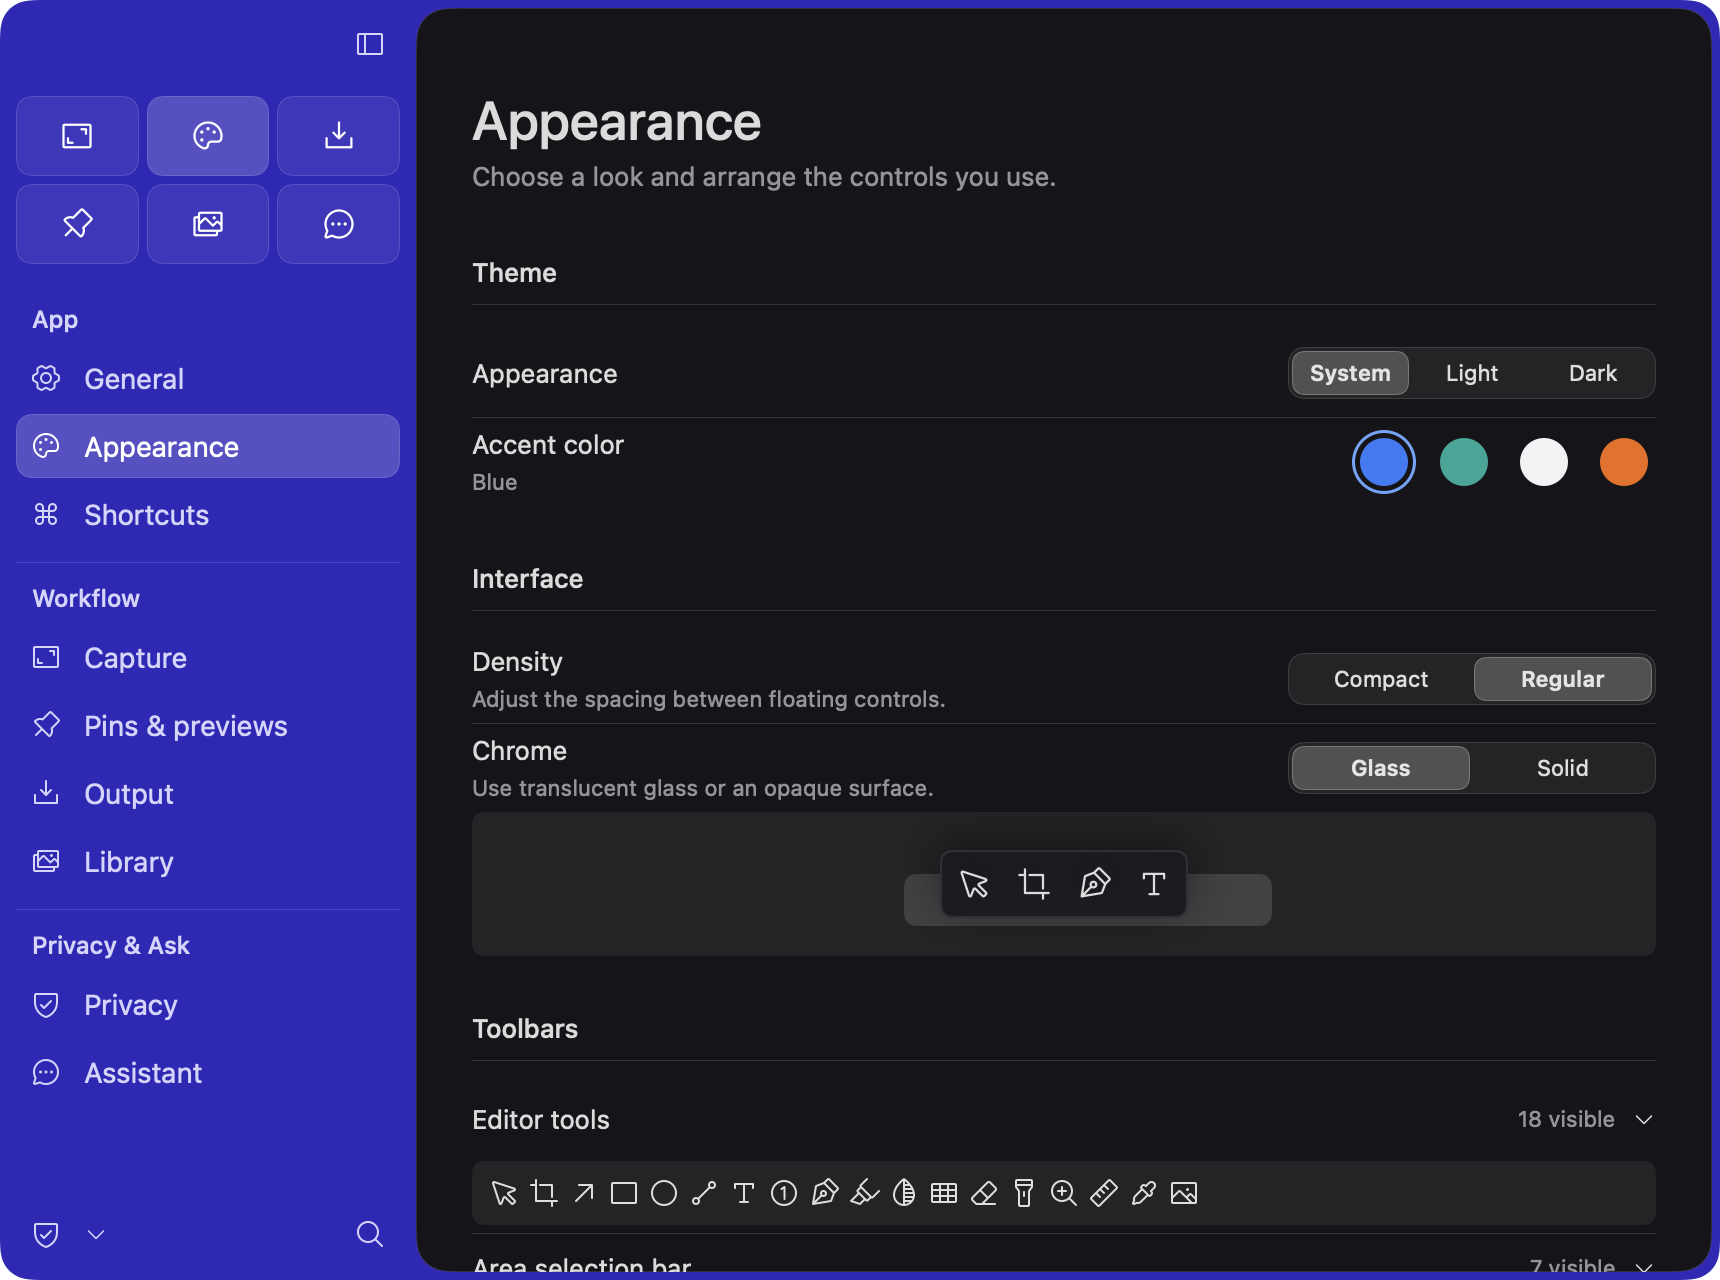 App
General
Appearance
Shortcuts
Workflow
Capture
Pins & previews
Output
Library
Privacy & Ask
Privacy
Assistant
Appearance
Choose a look and arrange the controls you use.
Theme
Appearance
System Light Dark
Accent color
Blue
Interface
Density
Adjust the spacing between floating controls.
Compact Regular
Chrome
Use translucent glass or an opaque surface.
Glass Solid
Toolbars
Editor tools
18 visible
Area selection bar
7 visible